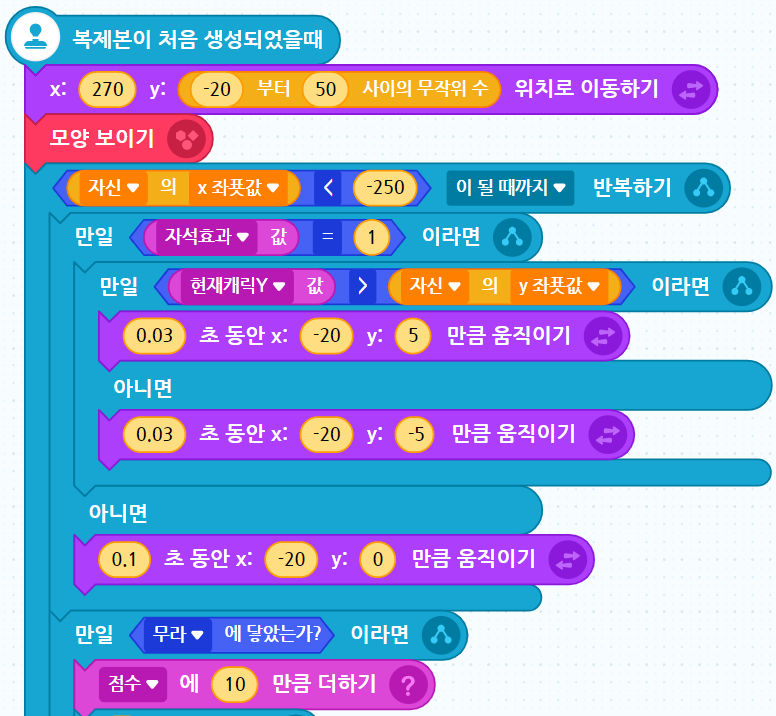 복제본이 처음 생성되었을때
x: 270 y: -20 부터 50 사이의 무작위 수 위치로 이동하기
모양 보이기
자신 의 x 좌푯값 < -250 이 될 때까지 반복하기
만일 자석효과 값 = 1 이라면
만일 현재캐릭Y 값 > 자신 의 y 좌푯값 이라면
0.03 초 동안 x: -20 y: 5 만큼 움직이기
아니면
0.03 초 동안 x: -20 y: -5 만큼 움직이기
아니면
0.1 초 동안 x: -20 y: 0 만큼 움직이기
만일 무라 에 닿았는가? 이라면
점수 에 10 만큼 더하기 ?